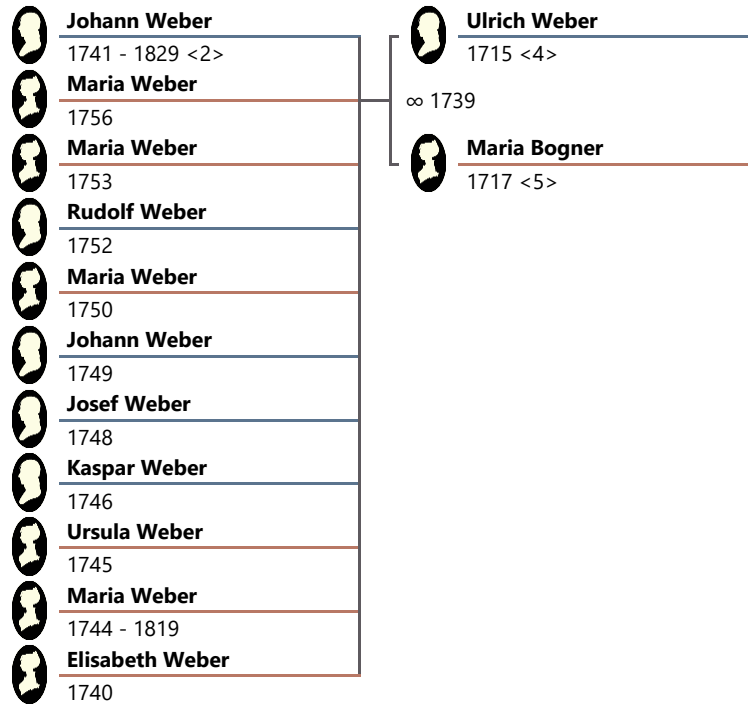 Johann Weber
1741 - 1829 <2>
Maria Weber
1756
Maria Weber
1753
Rudolf Weber
1752
Maria Weber
1750
Johann Weber
1749
Josef Weber
1748
Kaspar Weber
1746
Ursula Weber
1745
Maria Weber
1744 - 1819
Elisabeth Weber
1740
Ulrich Weber
1715 <4>
∞ 1739
Maria Bogner
1717 <5>